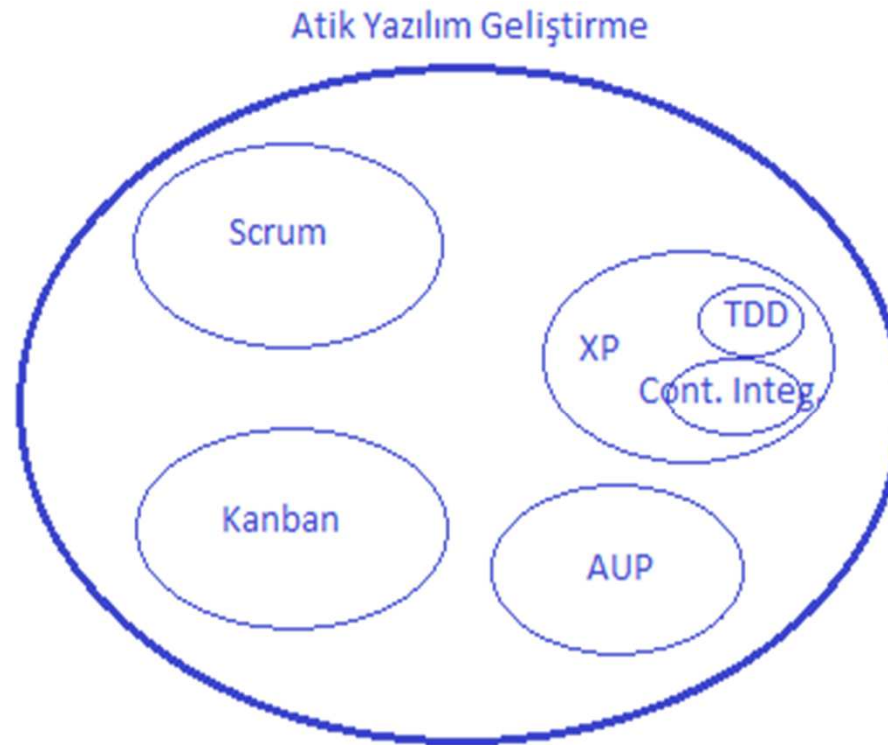 Atik Yazılım Geliştirme
Scrum
TDD
XP
Cont. Integ.
Kanban
AUP